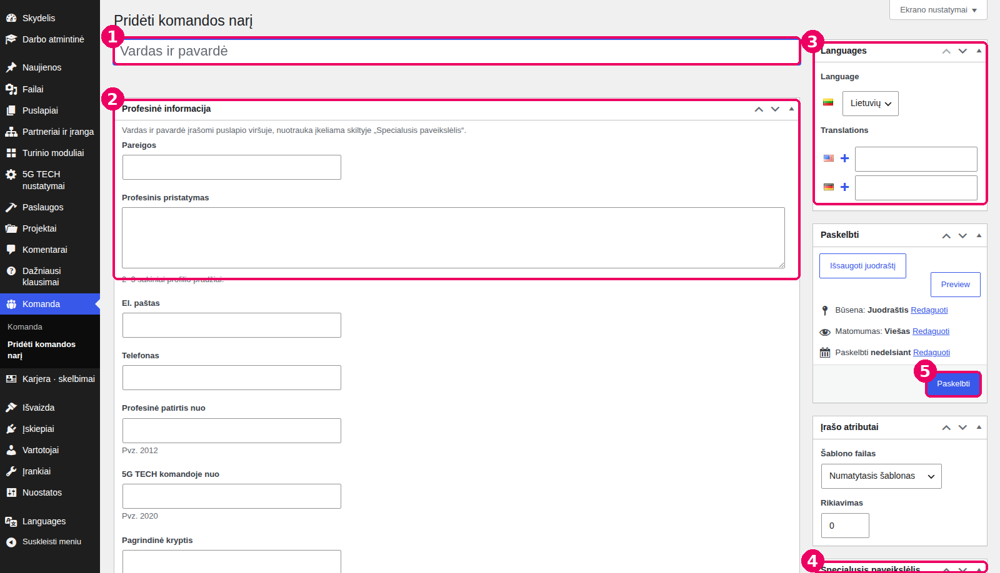 Skydelis
Darbo atmintinė
Naujienos
Failai
Puslapiai
Partneriai ir įranga
Turinio moduliai
5G TECH
nustatymai
Paslaugos
Projektai
Komentarai
Dažniausi
klausimai
Komanda
Komanda
Pridėti komandos
narį
Karjera · skelbimai
Išvaizda
Įskiepiai
Vartotojai
Įrankiai
Nuostatos
Languages
Suskleisti meniu
Ekrano nustatymai
Pridėti komandos narį
1
Vardas ir pavardė
2
Profesinė informacija
Vardas ir pavardė įrašomi puslapio viršuje, nuotrauka įkeliama skiltyje „Specialusis paveikslėlis“.
Pareigos
Profesinis pristatymas
2–3 sakiniai profilio pradžiai.
El. paštas
Telefonas
Profesinė patirtis nuo
Pvz. 2012
5G TECH komandoje nuo
Pvz. 2020
Pagrindinė kryptis
3
Languages
Language
Lietuvių
Translations
Paskelbti
Išsaugoti juodraštį
Preview
Būsena: Juodraštis Redaguoti
Matomumas: Viešas Redaguoti
Paskelbti nedelsiant Redaguoti
5
Paskelbti
Įrašo atributai
Šablono failas
Numatytasis šablonas
Rikiavimas
0
4
Specialusis paveikslėlis